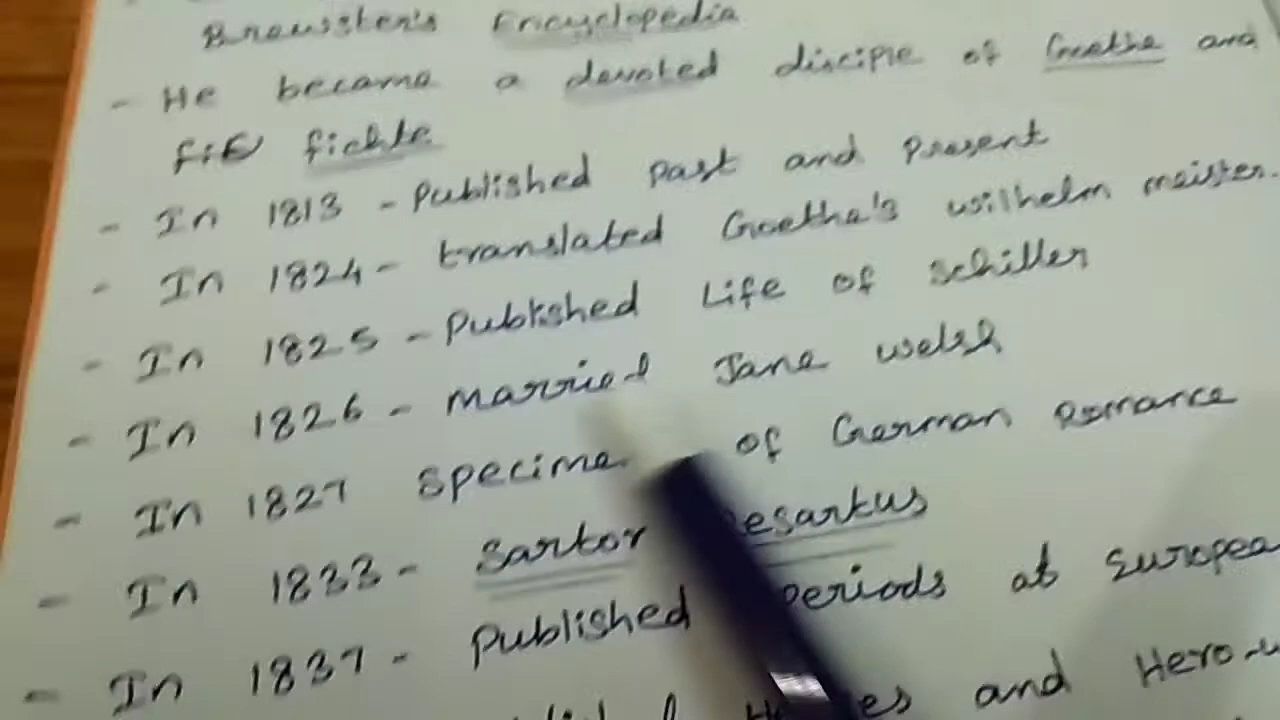 Brewster's Encyclopedia
- He became a devoted disciple of Goethe and
fichte
- In 1813 - Published Past and Present
- In 1824 - translated Goethe's wilhelm meister.
- In 1825 - Published Life of Schiller
- In 1826 - married Jane welsh
- In 1827 specime of German Romance
- In 1833 - Sartor esartus
- In 1837 - Published periods at Europea
and Hero-